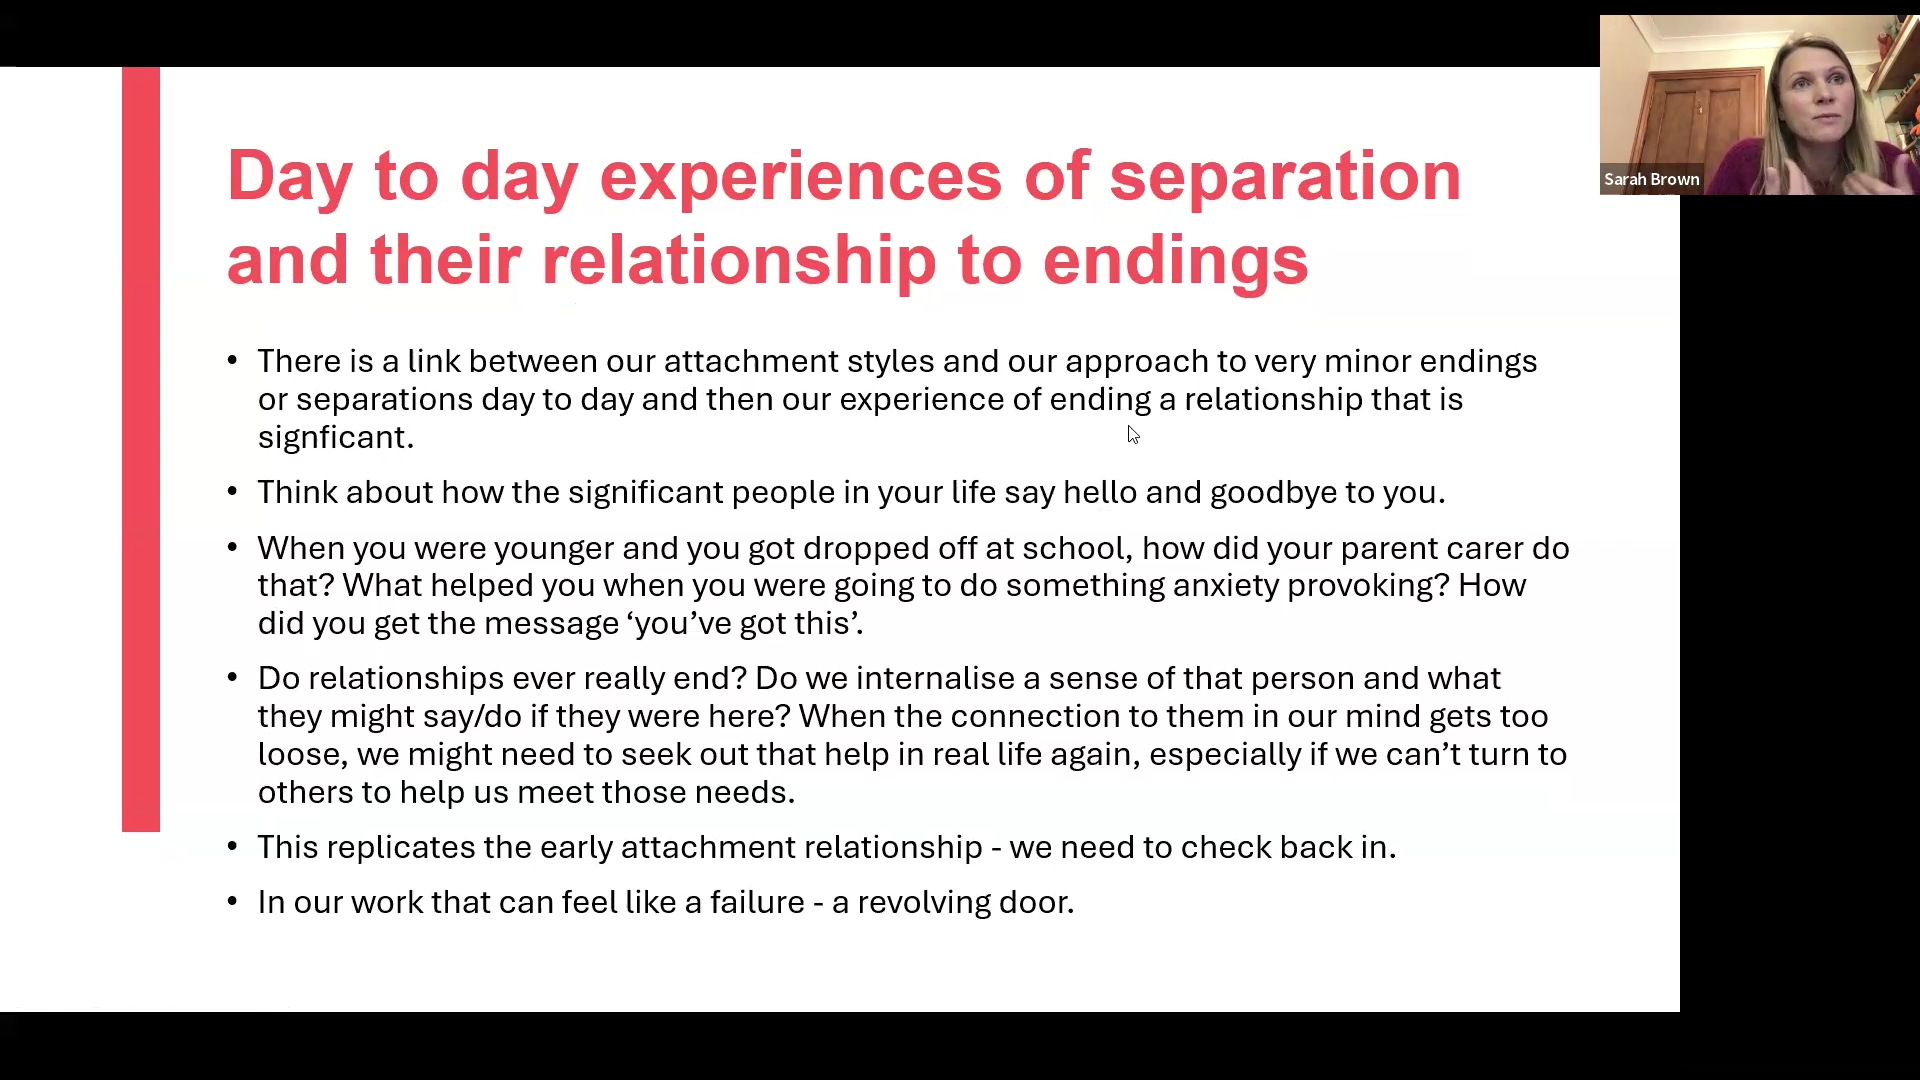 Day to day experiences of separation
and their relationship to endings
• There is a link between our attachment styles and our approach to very minor endings
or separations day to day and then our experience of ending a relationship that is
signficant.
• Think about how the significant people in your life say hello and goodbye to you.
• When you were younger and you got dropped off at school, how did your parent carer do
that? What helped you when you were going to do something anxiety provoking? How
did you get the message ‘you’ve got this’.
• Do relationships ever really end? Do we internalise a sense of that person and what
they might say/do if they were here? When the connection to them in our mind gets too
loose, we might need to seek out that help in real life again, especially if we can’t turn to
others to help us meet those needs.
• This replicates the early attachment relationship - we need to check back in.
• In our work that can feel like a failure - a revolving door.
Sarah Brown